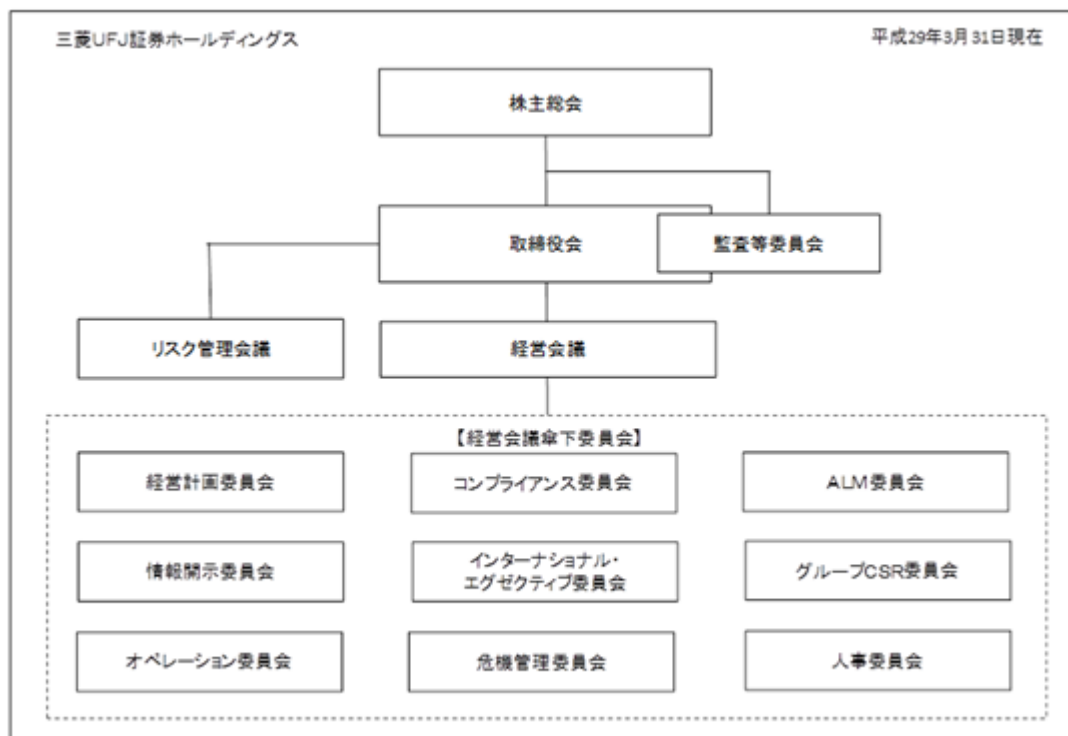 三菱UFJ証券ホールディングス
平成29年3月31日現在
株主総会
取締役会
監査等委員会
リスク管理会議
経営会議
【経営会議傘下委員会】
経営計画委員会
コンプライアンス委員会
ALM委員会
情報開示委員会
インターナショナル・
エグゼクティブ委員会
グループCSR委員会
オペレーション委員会
危機管理委員会
人事委員会